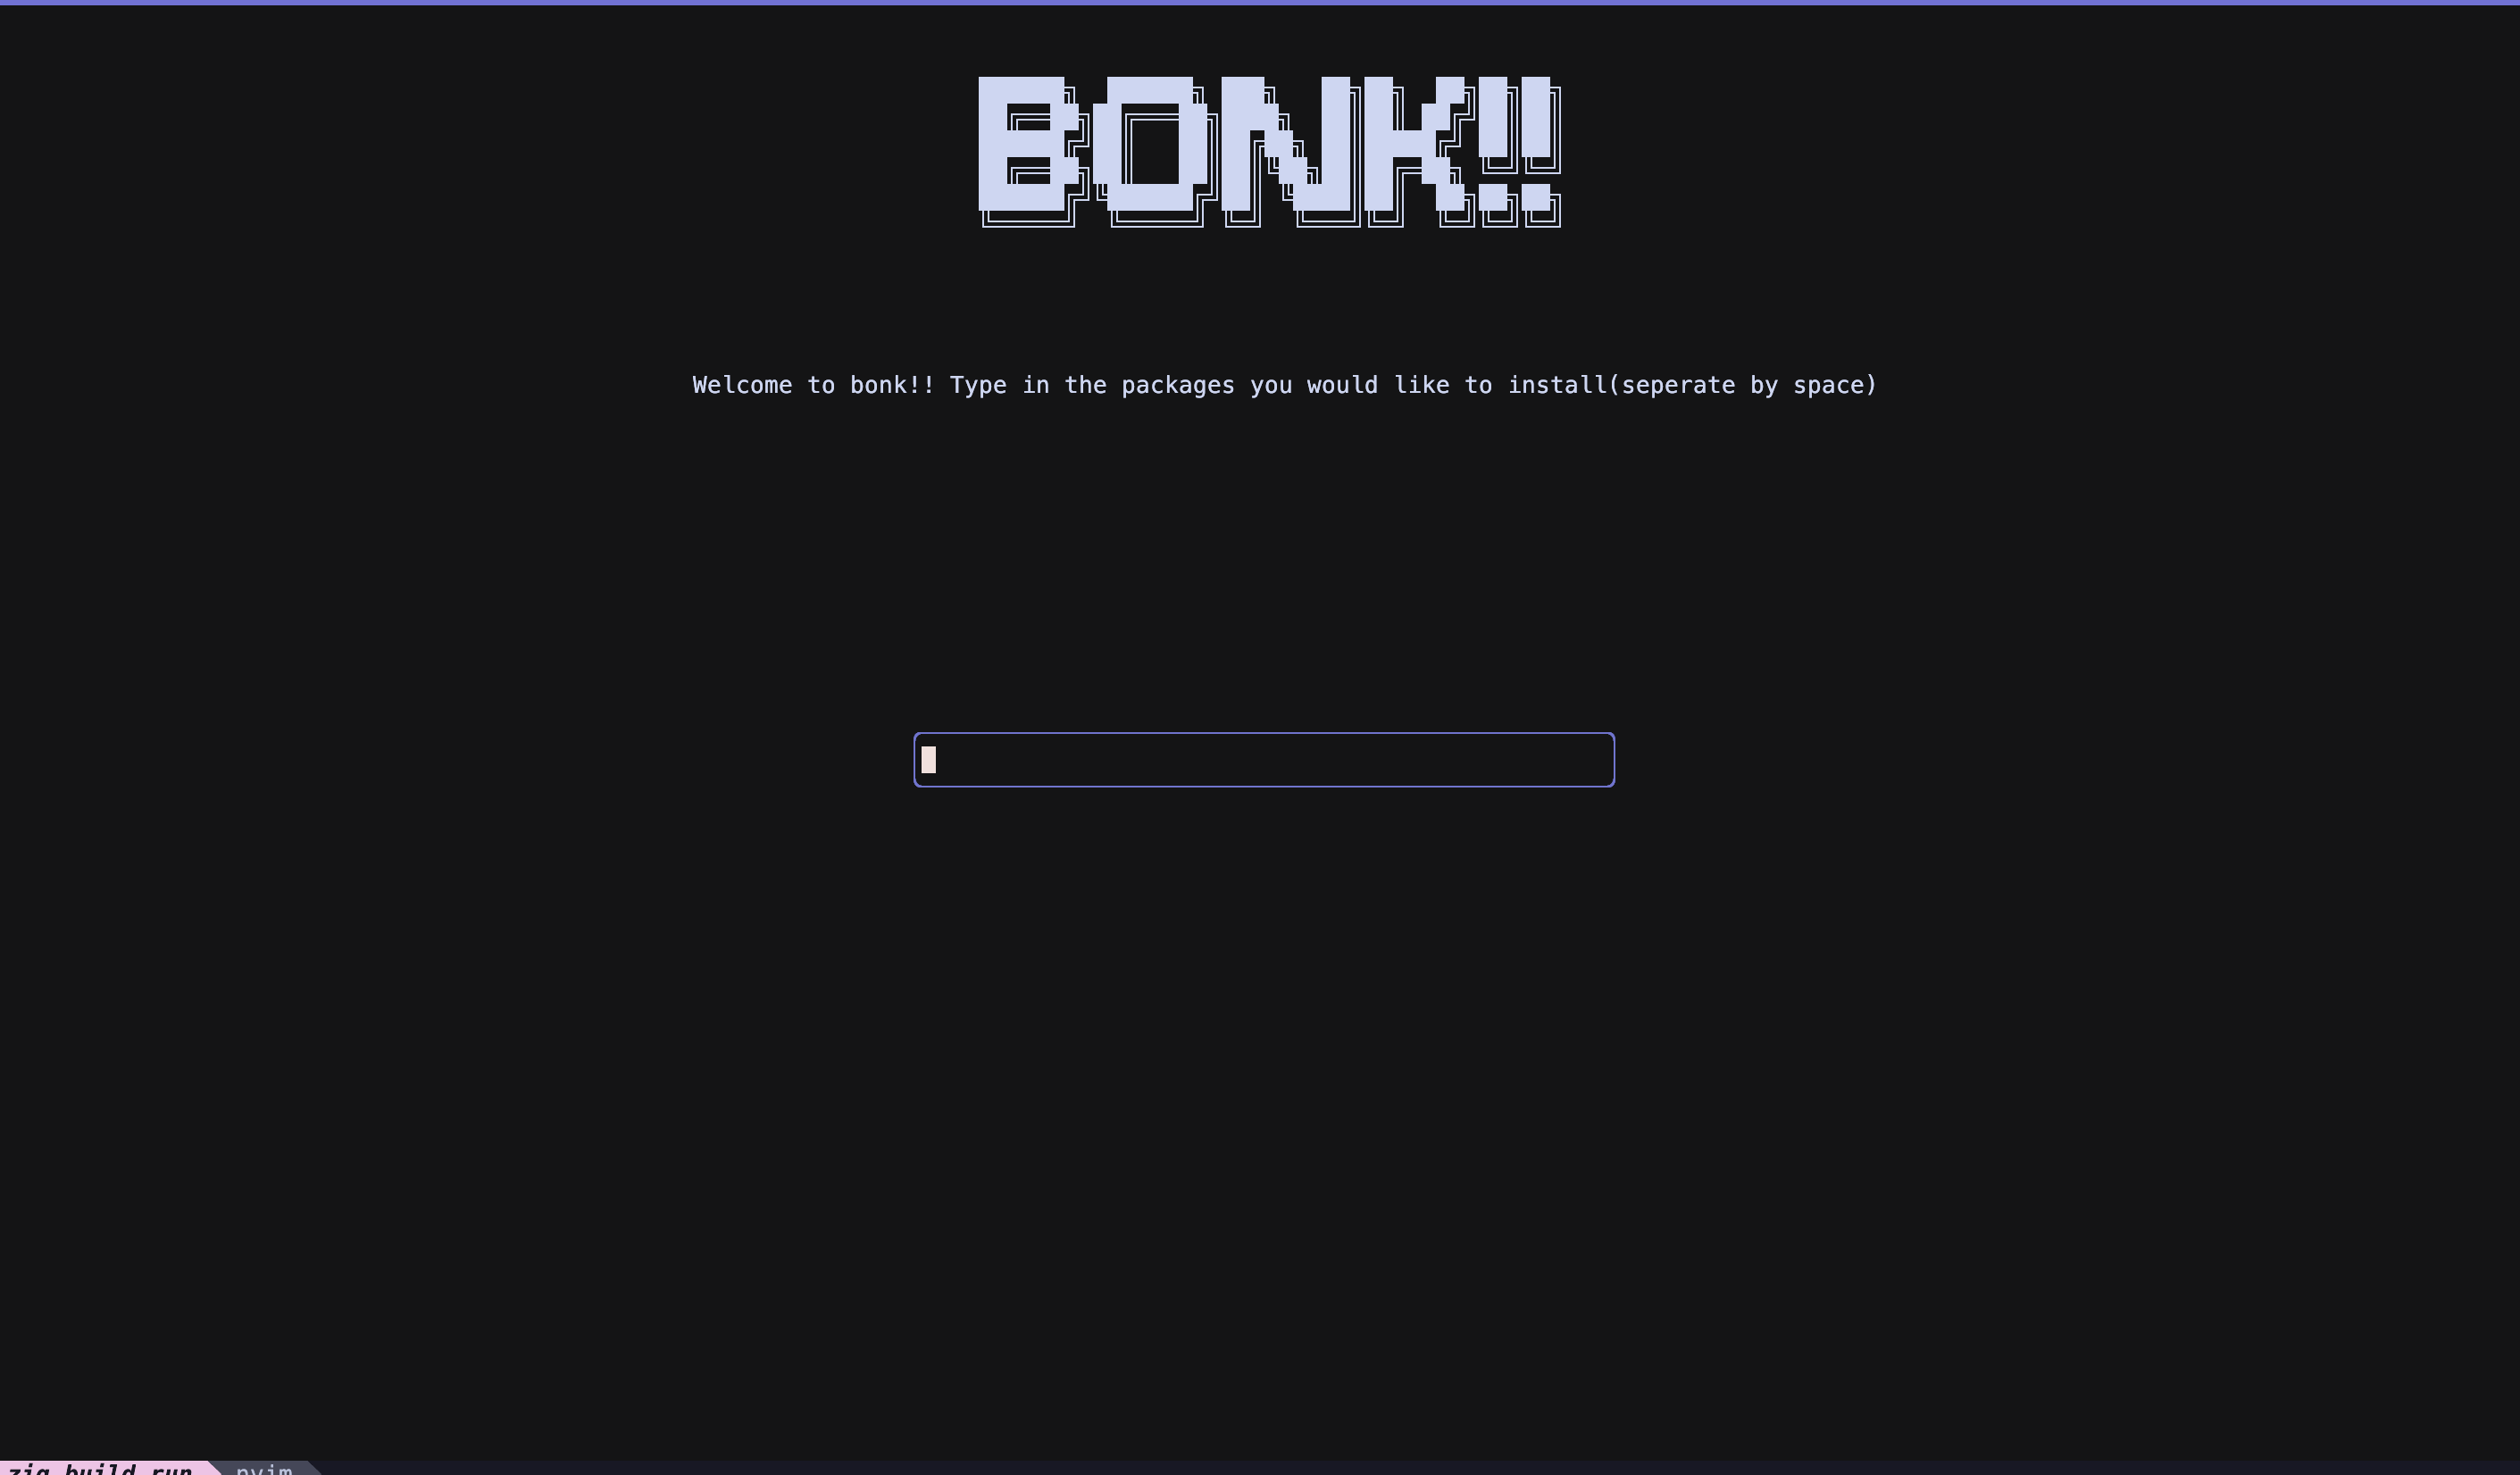 BONK!!
Welcome to bonk!! Type in the packages you would like to install(seperate by space)
zig build run nvim